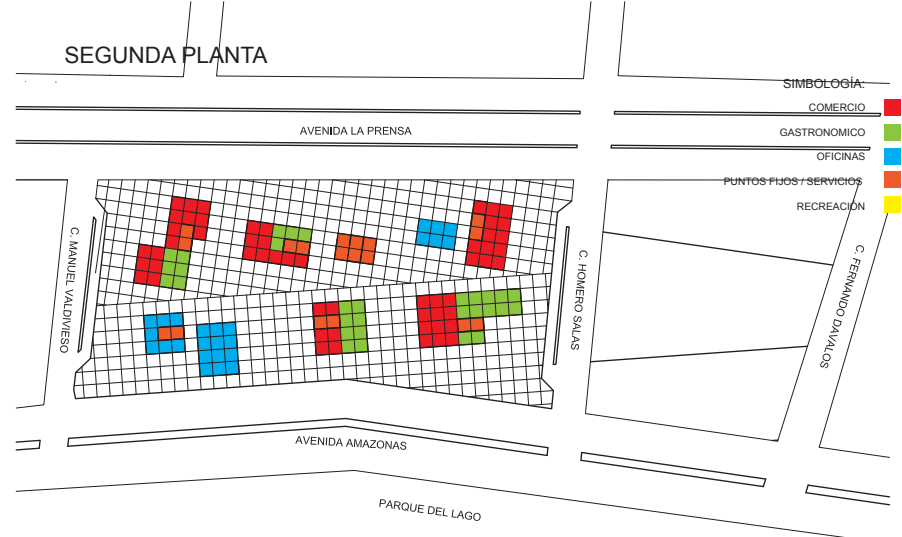 SEGUNDA PLANTA
SIMBOLOGÍA:
COMERCIO
GASTRONOMICO
OFICINAS
PUNTOS FIJOS / SERVICIOS
RECREACIÓN
AVENIDA LA PRENSA
C. MANUEL VALDIVIESO
C. HOMERO SALAS
C. FERNANDO DAVALOS
AVENIDA AMAZONAS
PARQUE DEL LAGO